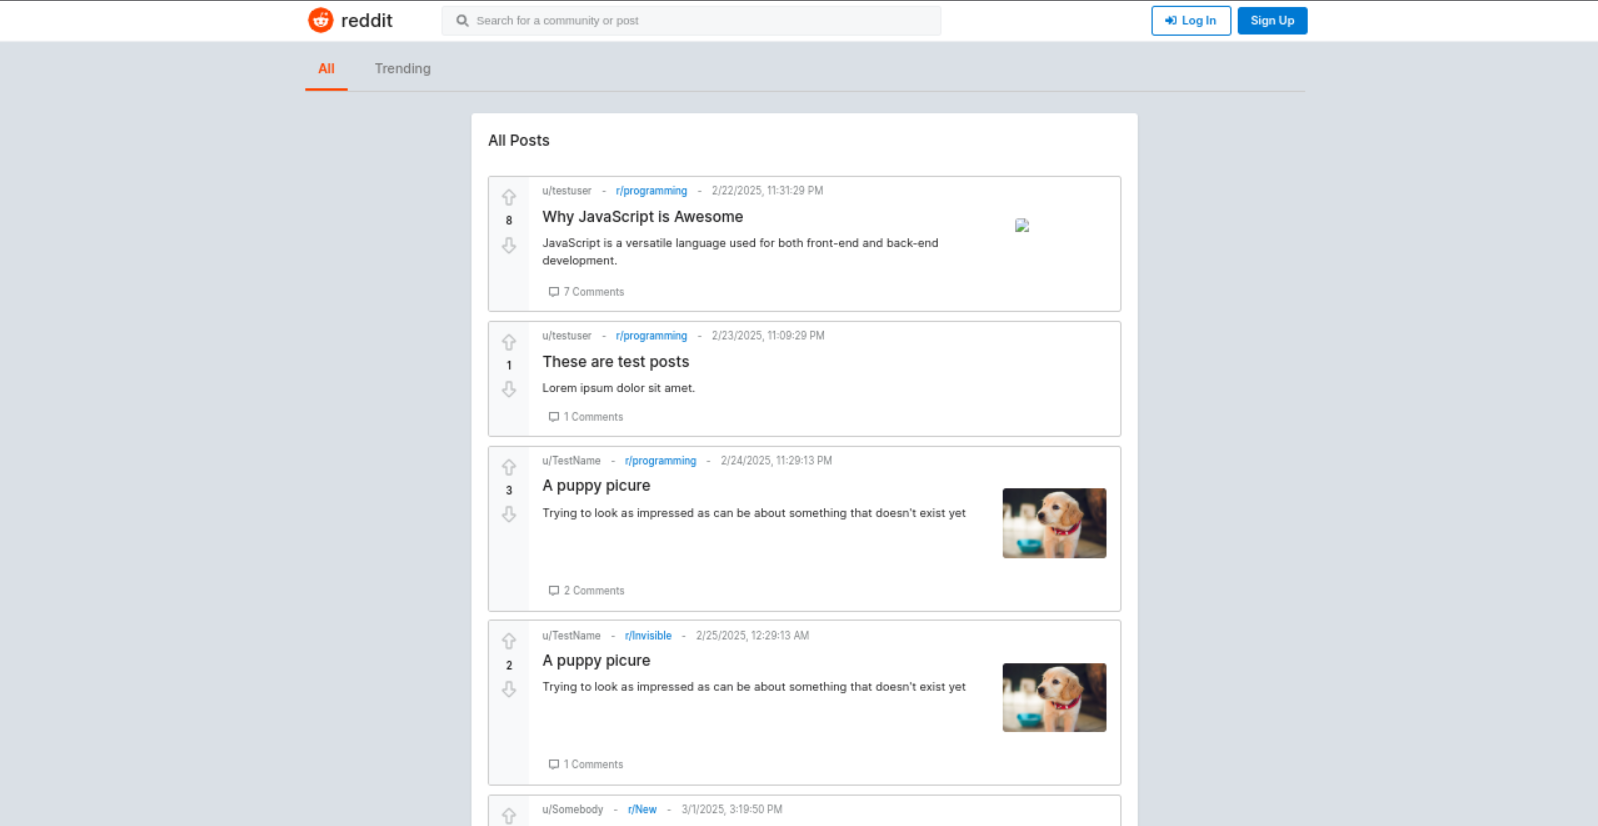 reddit
Search for a community or post
Log In
Sign Up
All
Trending
All Posts
u/testuser - r/programming - 2/22/2025, 11:31:29 PM
8
Why JavaScript is Awesome
JavaScript is a versatile language used for both front-end and back-end
development.
7 Comments
u/testuser - r/programming - 2/23/2025, 11:09:29 PM
1
These are test posts
Lorem ipsum dolor sit amet.
1 Comments
u/TestName - r/programming - 2/24/2025, 11:29:13 PM
3
A puppy picure
Trying to look as impressed as can be about something that doesn't exist yet
2 Comments
u/TestName - r/Invisible - 2/25/2025, 12:29:13 AM
2
A puppy picure
Trying to look as impressed as can be about something that doesn't exist yet
1 Comments
u/Somebody - r/New - 3/1/2025, 3:19:50 PM